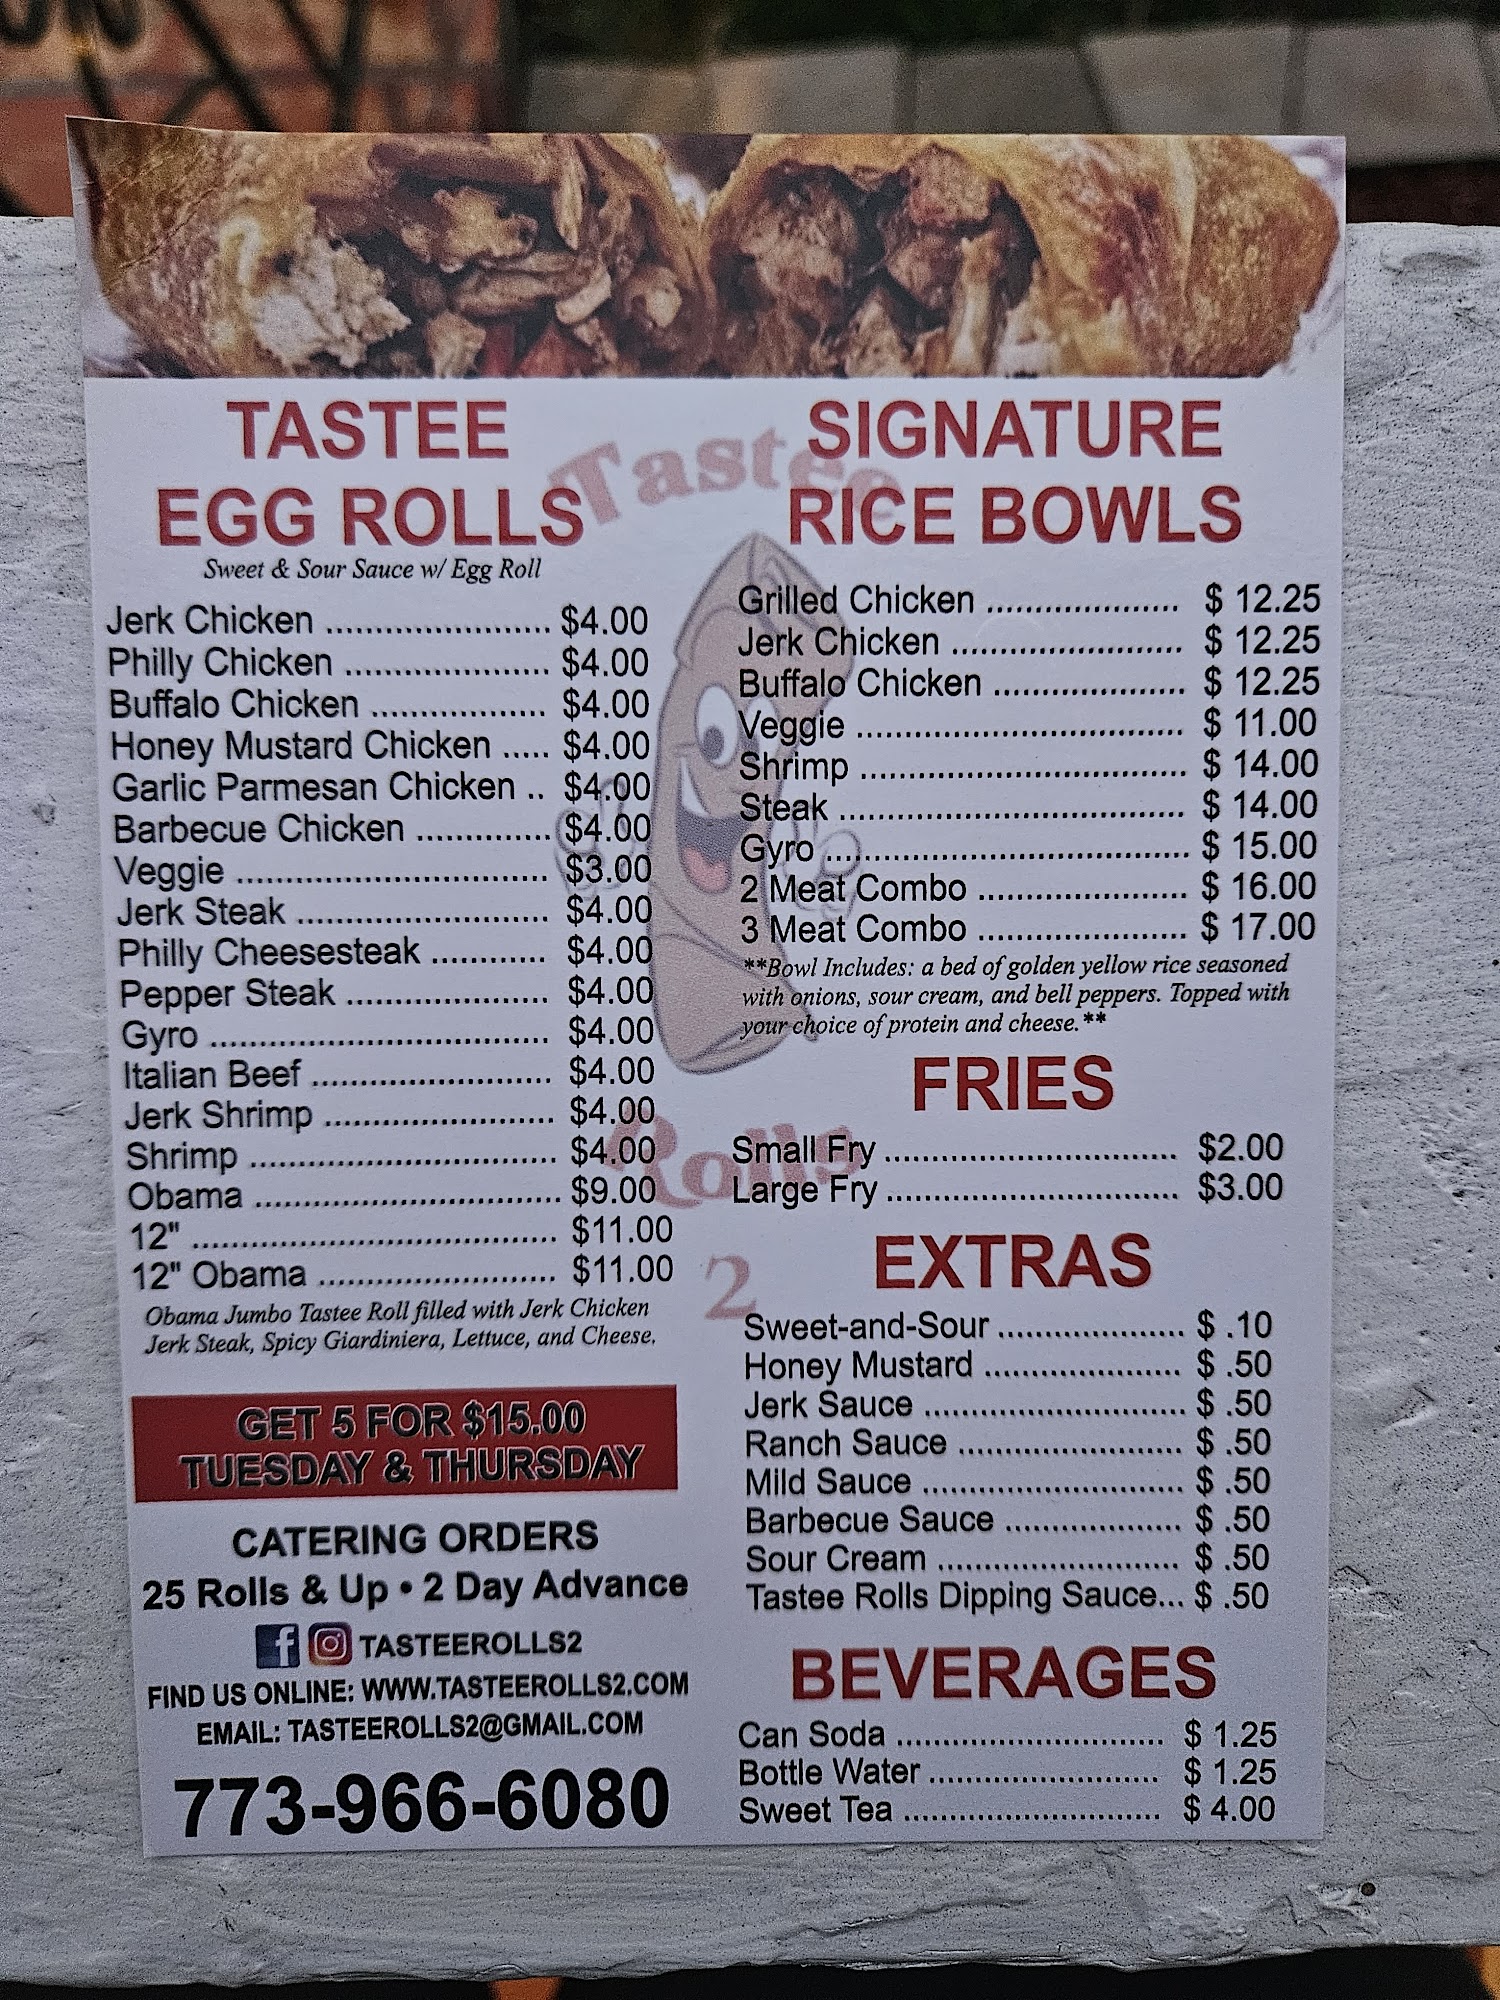 TASTEE
EGG ROLLS
Sweet & Sour Sauce w/ Egg Roll
Jerk Chicken ....................... $4.00
Philly Chicken ..................... $4.00
Buffalo Chicken .................. $4.00
Honey Mustard Chicken ..... $4.00
Garlic Parmesan Chicken .. $4.00
Barbecue Chicken .............. $4.00
Veggie ................................ $3.00
Jerk Steak .......................... $4.00
Philly Cheesesteak ............ $4.00
Pepper Steak ..................... $4.00
Gyro ................................... $4.00
Italian Beef ......................... $4.00
Jerk Shrimp ........................ $4.00
Shrimp ................................ $4.00
Obama ................................ $9.00
12" ...................................... $11.00
12" Obama ......................... $11.00
Obama Jumbo Tastee Roll filled with Jerk Chicken
Jerk Steak, Spicy Giardiniera, Lettuce, and Cheese.
GET 5 FOR $15.00
TUESDAY & THURSDAY
CATERING ORDERS
25 Rolls & Up • 2 Day Advance
TASTEEROLLS2
FIND US ONLINE: WWW.TASTEEROLLS2.COM
EMAIL: TASTEEROLLS2@GMAIL.COM
773-966-6080
Tastee
Rolls
2
SIGNATURE
RICE BOWLS
Grilled Chicken .................... $ 12.25
Jerk Chicken ........................ $ 12.25
Buffalo Chicken .................... $ 12.25
Veggie .................................. $ 11.00
Shrimp .................................. $ 14.00
Steak .................................... $ 14.00
Gyro ...................................... $ 15.00
2 Meat Combo ...................... $ 16.00
3 Meat Combo ...................... $ 17.00
**Bowl Includes: a bed of golden yellow rice seasoned
with onions, sour cream, and bell peppers. Topped with
your choice of protein and cheese.**
FRIES
Small Fry .............................. $2.00
Large Fry .............................. $3.00
EXTRAS
Sweet-and-Sour ................... $ .10
Honey Mustard .................... $ .50
Jerk Sauce ........................... $ .50
Ranch Sauce ....................... $ .50
Mild Sauce ........................... $ .50
Barbecue Sauce .................. $ .50
Sour Cream ......................... $ .50
Tastee Rolls Dipping Sauce... $ .50
BEVERAGES
Can Soda ............................ $ 1.25
Bottle Water ......................... $ 1.25
Sweet Tea ........................... $ 4.00